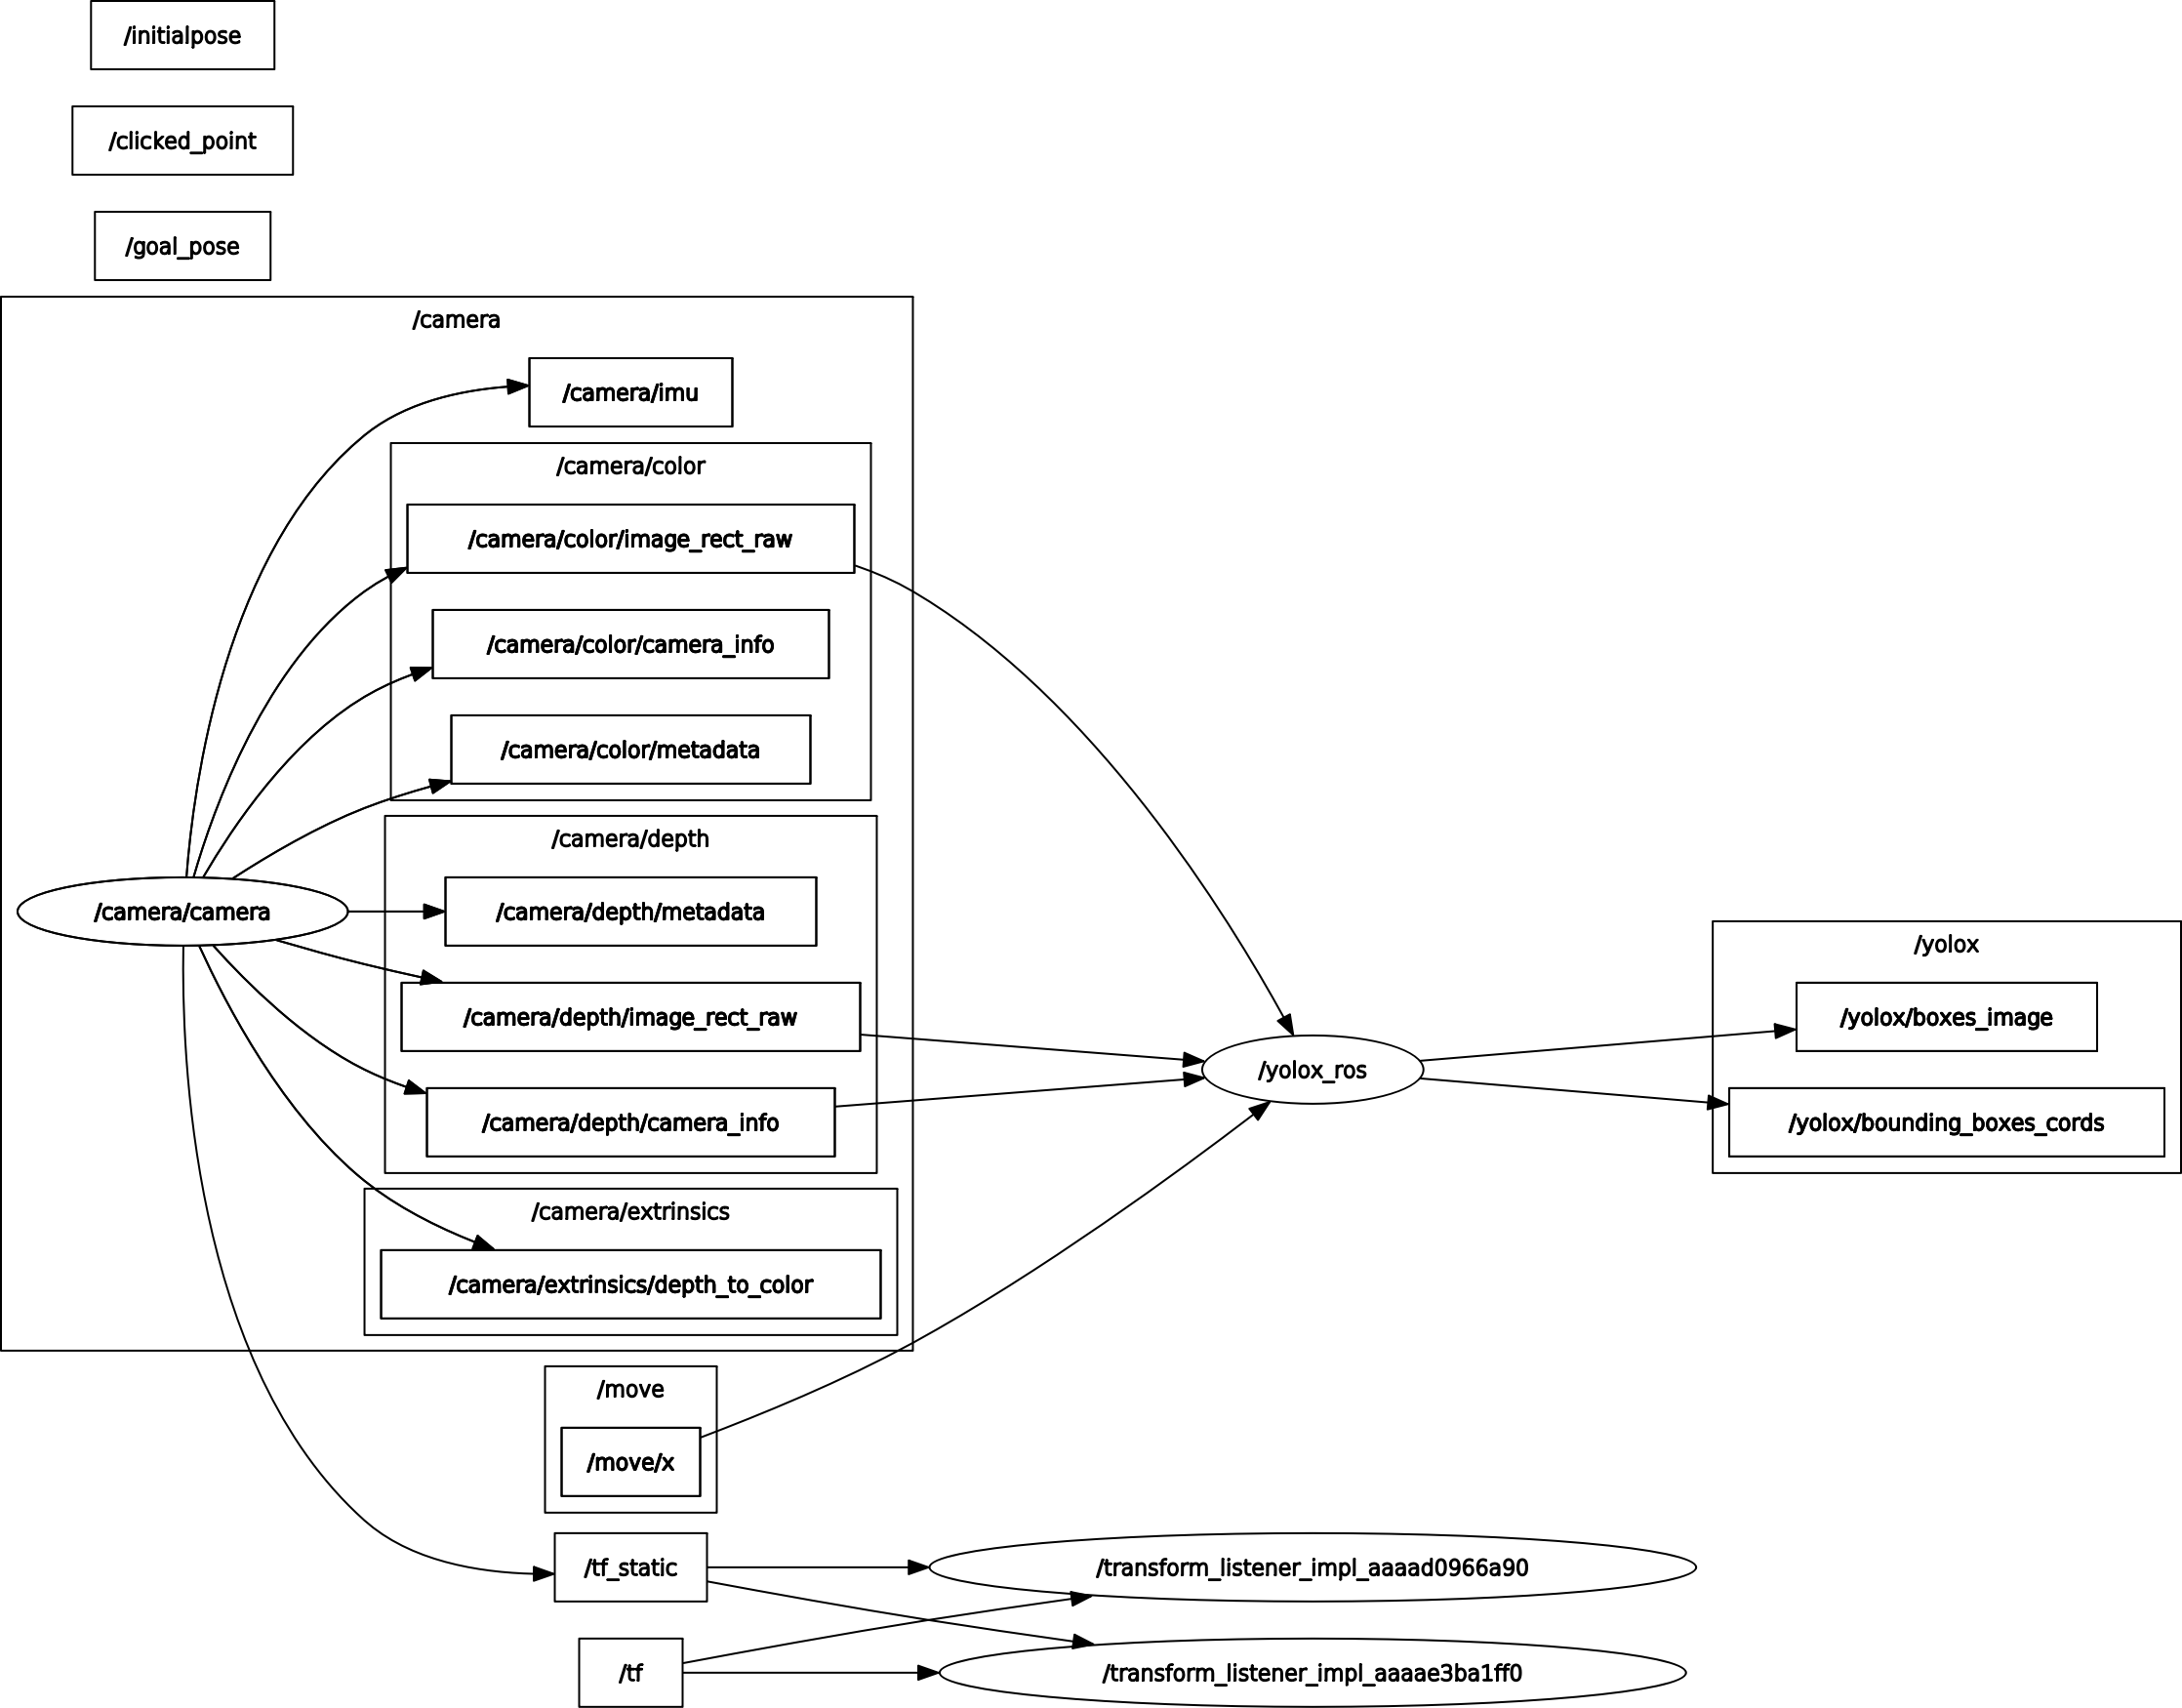 /initialpose
/clicked_point
/goal_pose
/camera
/camera/imu
/camera/color
/camera/color/image_rect_raw
/camera/color/camera_info
/camera/color/metadata
/camera/depth
/camera/camera
/camera/depth/metadata
/camera/depth/image_rect_raw
/camera/depth/camera_info
/camera/extrinsics
/camera/extrinsics/depth_to_color
/yolox_ros
/yolox
/yolox/boxes_image
/yolox/bounding_boxes_cords
/move
/move/x
/tf_static
/transform_listener_impl_aaaad0966a90
/tf
/transform_listener_impl_aaaae3ba1ff0